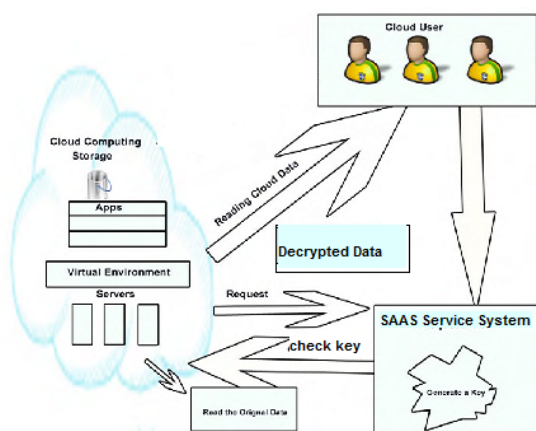 Cloud User
Cloud Computing
Storage
Apps
Reading Cloud Data
Decrypted Data
Virtual Environment
Servers
Request
SAAS Service System
check key
Generate a Key
Read the Orignel Data